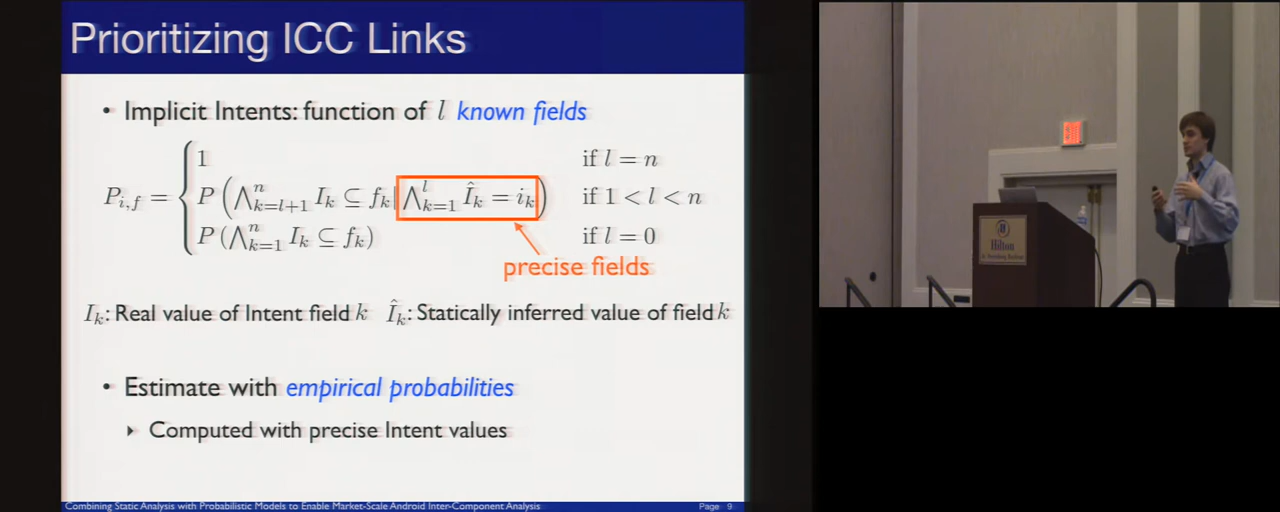 Prioritizing ICC Links
• Implicit Intents: function of l known fields
P_{i,f} = { 1 if l = n
P(⋀_{k=l+1}^{n} I_k ⊆ f_k | ⋀_{k=1}^{l} Î_k = i_k) if 1 < l < n
P(⋀_{k=1}^{n} I_k ⊆ f_k) if l = 0
precise fields
I_k: Real value of Intent field k Î_k: Statically inferred value of field k
• Estimate with empirical probabilities
▸ Computed with precise Intent values
Combining Static Analysis with Probabilistic Models to Enable Market-Scale Android Inter-Component Analysis Page 9
Hilton